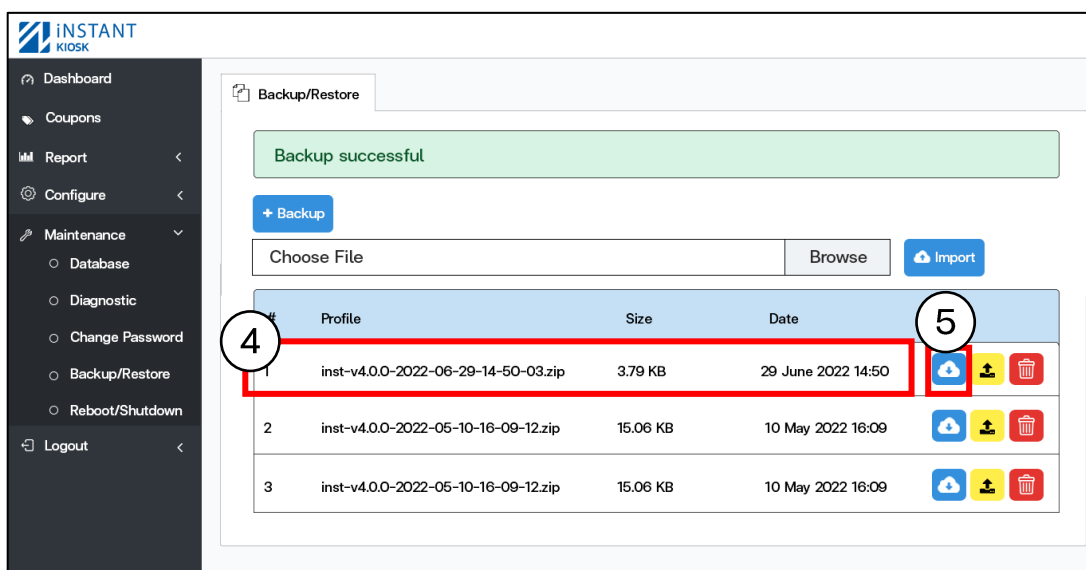 iNSTANT
KIOSK
Dashboard
Coupons
Report
Configure
Maintenance
Database
Diagnostic
Change Password
Backup/Restore
Reboot/Shutdown
Logout
Backup/Restore
Backup successful
+ Backup
Choose File Browse Import
# Profile Size Date
4 5
1 inst-v4.0.0-2022-06-29-14-50-03.zip 3.79 KB 29 June 2022 14:50
2 inst-v4.0.0-2022-05-10-16-09-12.zip 15.06 KB 10 May 2022 16:09
3 inst-v4.0.0-2022-05-10-16-09-12.zip 15.06 KB 10 May 2022 16:09